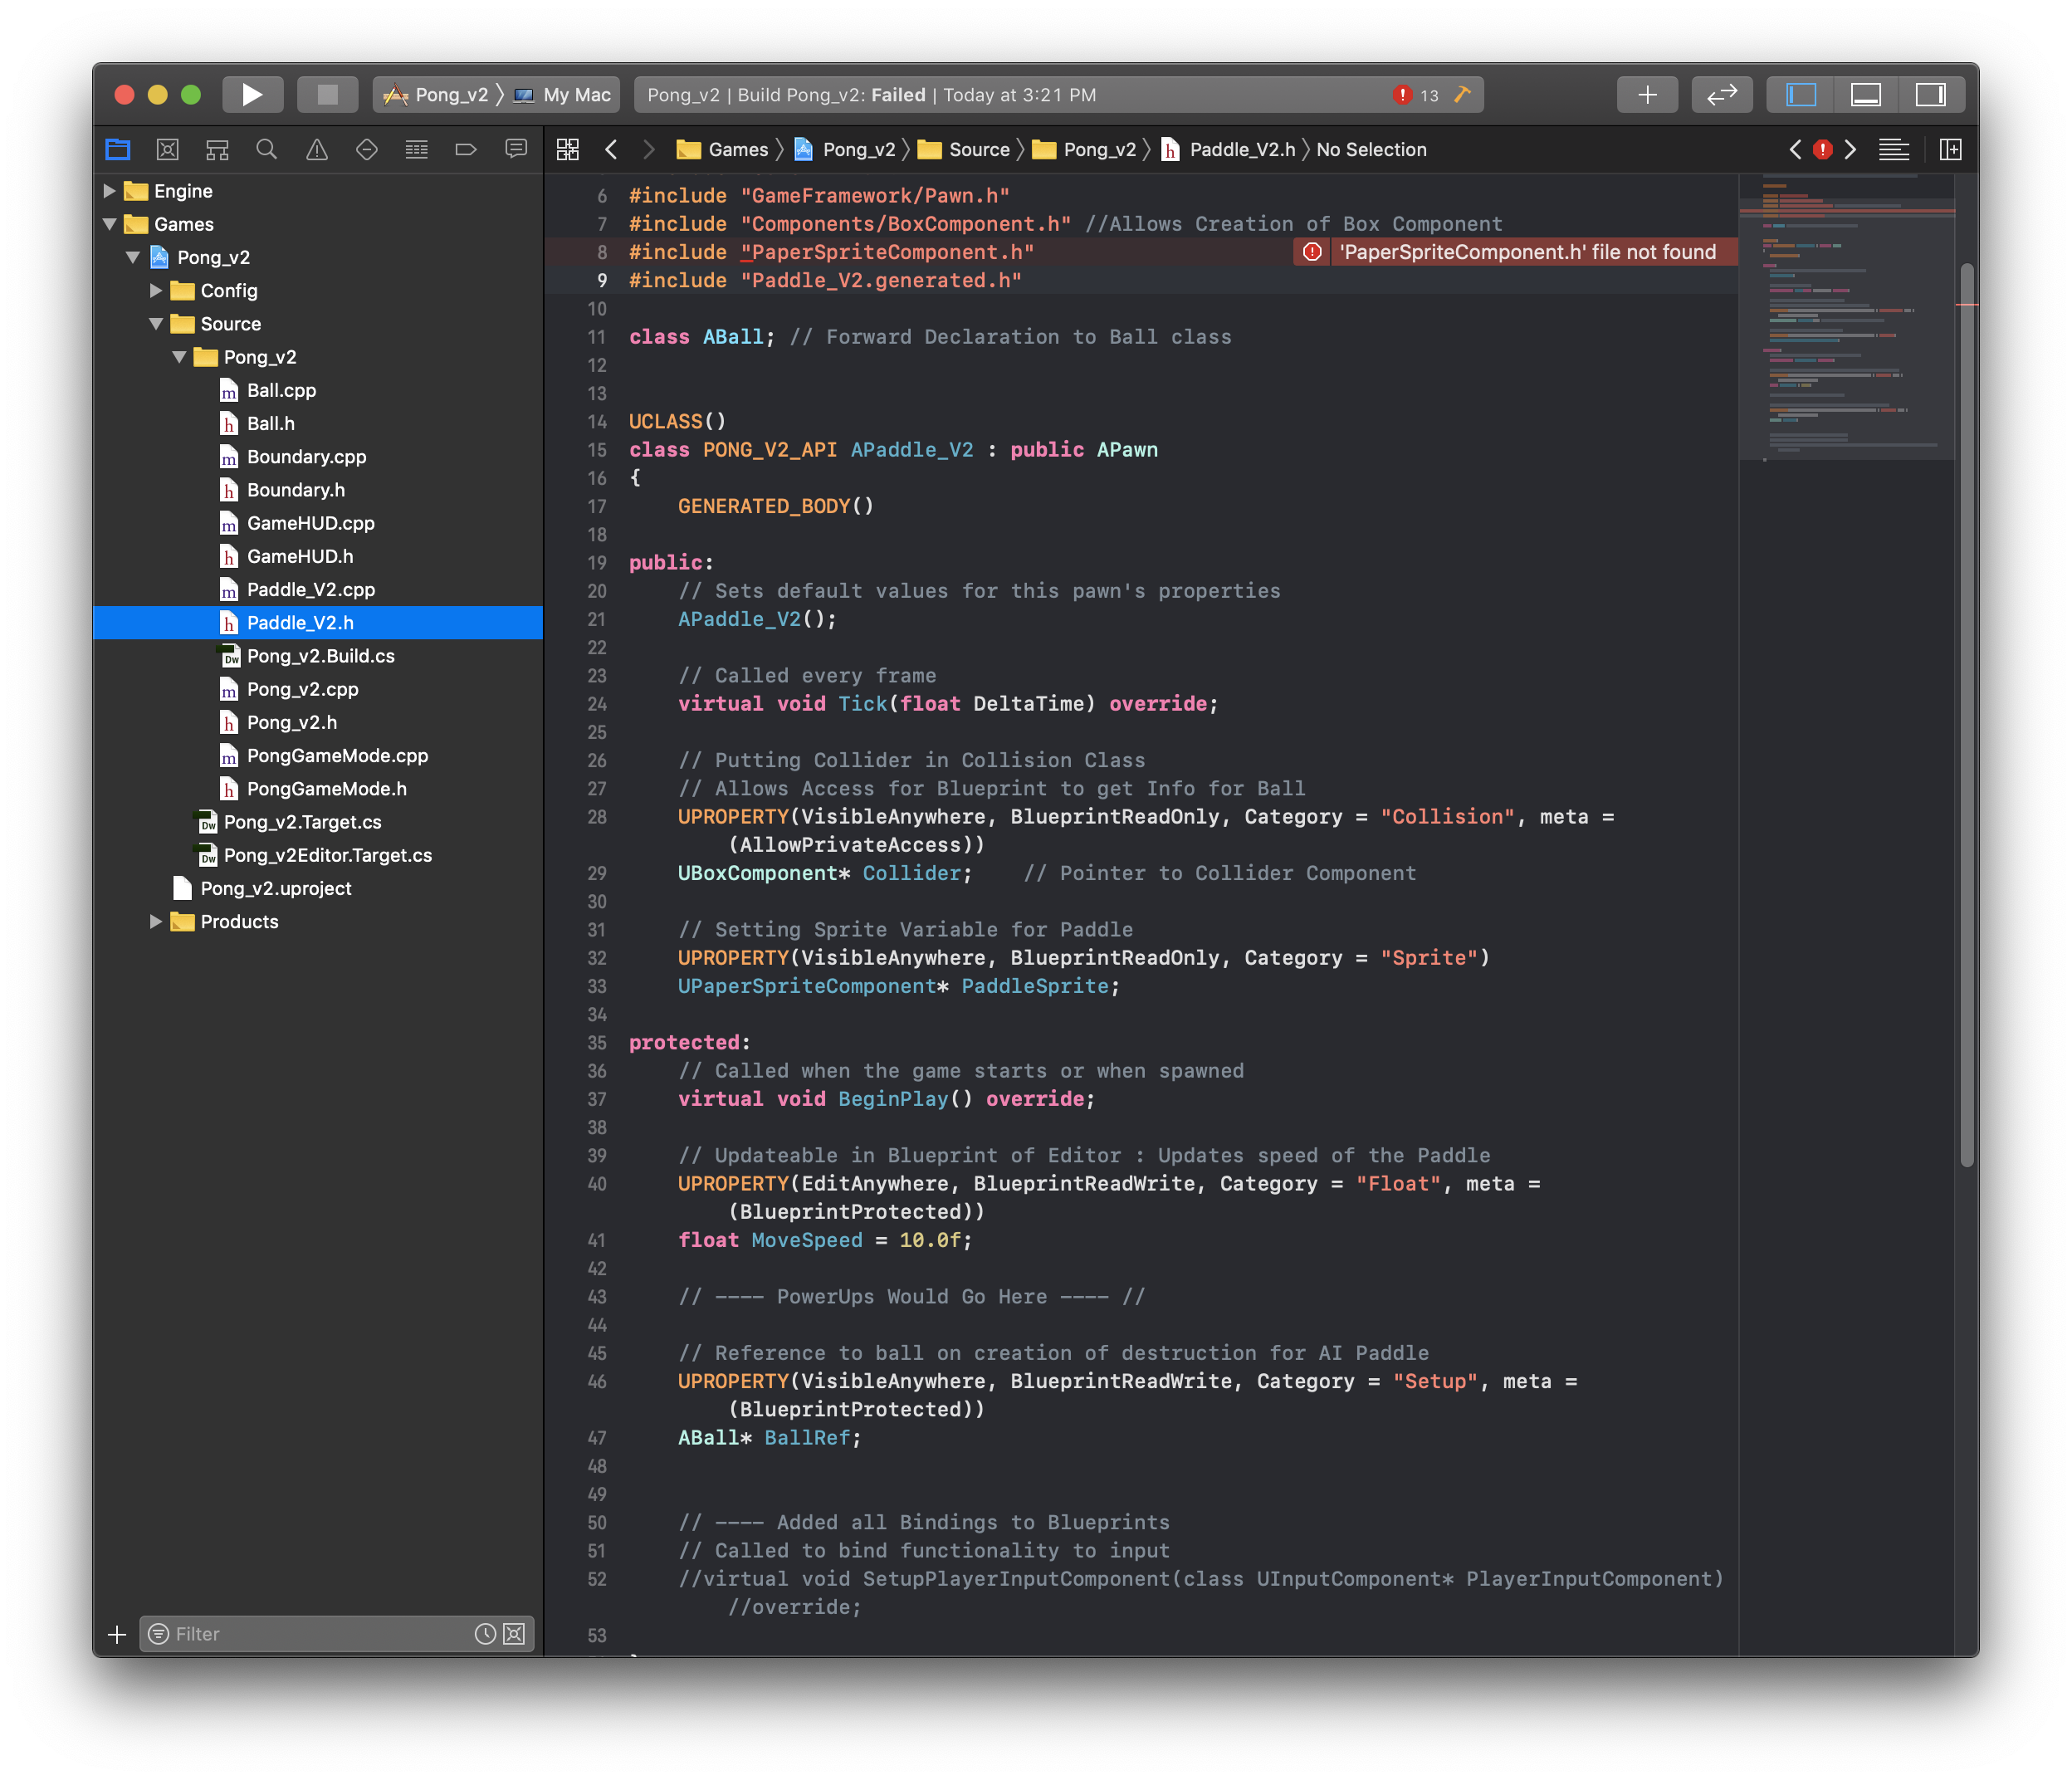 Pong_v2 〉 My Mac
Pong_v2 | Build Pong_v2: Failed | Today at 3:21 PM
13
Games 〉 Pong_v2 〉 Source 〉 Pong_v2 〉 Paddle_V2.h 〉 No Selection
Engine
Games
Pong_v2
Config
Source
Pong_v2
Ball.cpp
Ball.h
Boundary.cpp
Boundary.h
GameHUD.cpp
GameHUD.h
Paddle_V2.cpp
Paddle_V2.h
Pong_v2.Build.cs
Pong_v2.cpp
Pong_v2.h
PongGameMode.cpp
PongGameMode.h
Pong_v2.Target.cs
Pong_v2Editor.Target.cs
Pong_v2.uproject
Products
Filter
6 #include "GameFramework/Pawn.h"
7 #include "Components/BoxComponent.h" //Allows Creation of Box Component
8 #include "PaperSpriteComponent.h" 'PaperSpriteComponent.h' file not found
9 #include "Paddle_V2.generated.h"
10
11 class ABall; // Forward Declaration to Ball class
12
13
14 UCLASS()
15 class PONG_V2_API APaddle_V2 : public APawn
16 {
17 GENERATED_BODY()
18
19 public:
20 // Sets default values for this pawn's properties
21 APaddle_V2();
22
23 // Called every frame
24 virtual void Tick(float DeltaTime) override;
25
26 // Putting Collider in Collision Class
27 // Allows Access for Blueprint to get Info for Ball
28 UPROPERTY(VisibleAnywhere, BlueprintReadOnly, Category = "Collision", meta =
(AllowPrivateAccess))
29 UBoxComponent* Collider; // Pointer to Collider Component
30
31 // Setting Sprite Variable for Paddle
32 UPROPERTY(VisibleAnywhere, BlueprintReadOnly, Category = "Sprite")
33 UPaperSpriteComponent* PaddleSprite;
34
35 protected:
36 // Called when the game starts or when spawned
37 virtual void BeginPlay() override;
38
39 // Updateable in Blueprint of Editor : Updates speed of the Paddle
40 UPROPERTY(EditAnywhere, BlueprintReadWrite, Category = "Float", meta =
(BlueprintProtected))
41 float MoveSpeed = 10.0f;
42
43 // ---- PowerUps Would Go Here ---- //
44
45 // Reference to ball on creation of destruction for AI Paddle
46 UPROPERTY(VisibleAnywhere, BlueprintReadWrite, Category = "Setup", meta =
(BlueprintProtected))
47 ABall* BallRef;
48
49
50 // ---- Added all Bindings to Blueprints
51 // Called to bind functionality to input
52 //virtual void SetupPlayerInputComponent(class UInputComponent* PlayerInputComponent)
//override;
53